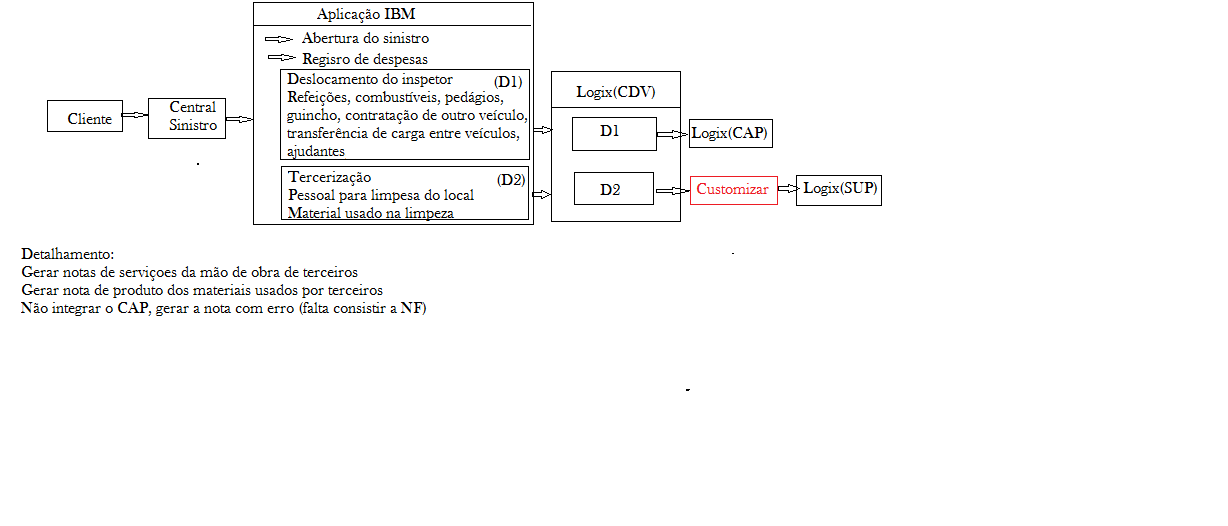 Aplicação IBM
Abertura do sinistro
Regisro de despesas
Deslocamento do inspetor (D1)
Refeições, combustíveis, pedágios,
guincho, contratação de outro veículo,
transferência de carga entre veículos,
ajudantes
Tercerização (D2)
Pessoal para limpesa do local
Material usado na limpeza
Cliente
Central
Sinistro
Logix(CDV)
D1
D2
Logix(CAP)
Customizar
Logix(SUP)
Detalhamento:
Gerar notas de serviçoes da mão de obra de terceiros
Gerar nota de produto dos materiais usados por terceiros
Não integrar o CAP, gerar a nota com erro (falta consistir a NF)